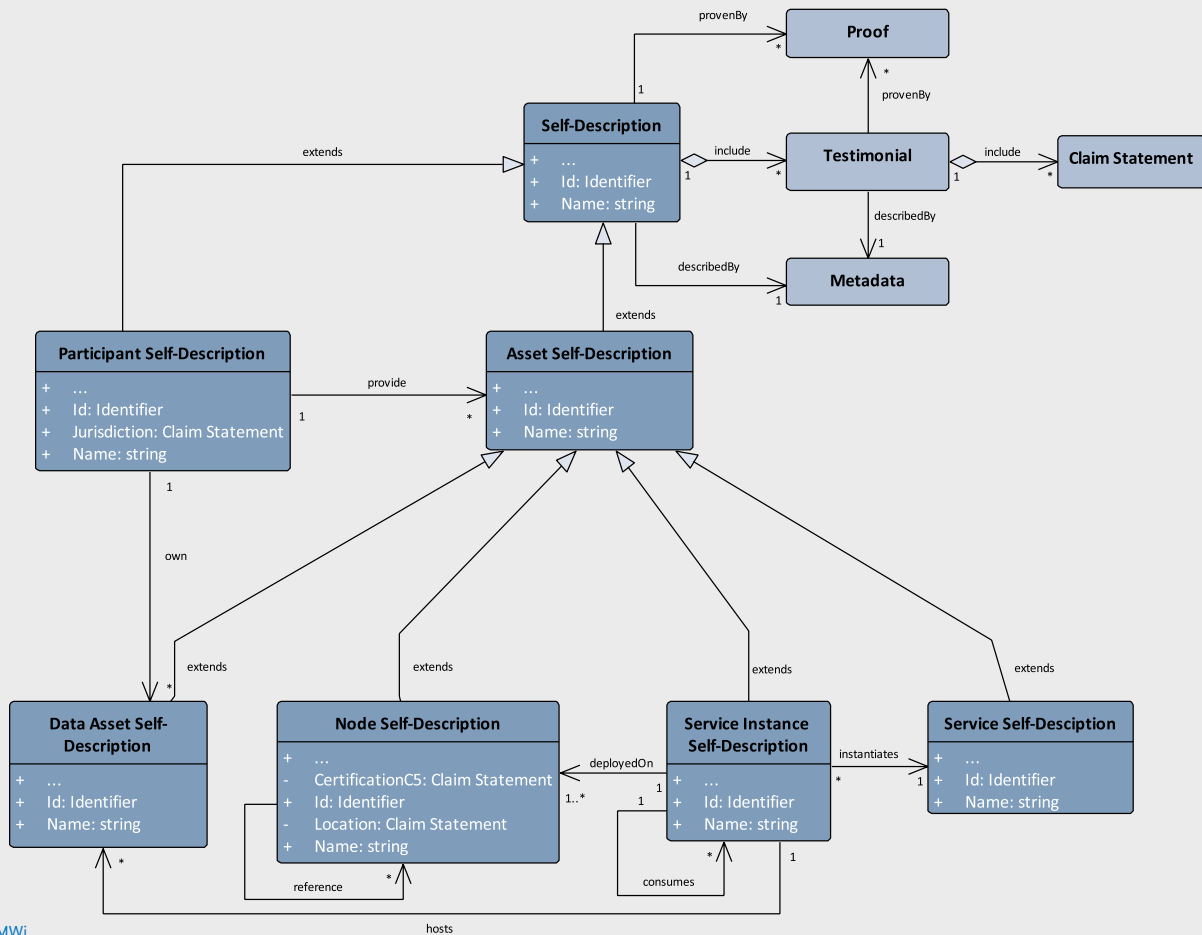 provenBy
Proof
*
1
*
provenBy
Self-Description
+ ...
+ Id: Identifier
+ Name: string
extends
include
1
*
Testimonial
include
1
*
Claim Statement
describedBy
1
describedBy
1
Metadata
extends
Participant Self-Description
+ ...
+ Id: Identifier
+ Jurisdiction: Claim Statement
+ Name: string
provide
1
*
Asset Self-Description
+ ...
+ Id: Identifier
+ Name: string
1
own
*
extends
extends
extends
extends
Data Asset Self-
Description
+ ...
+ Id: Identifier
+ Name: string
*
Node Self-Description
+ ...
- CertificationC5: Claim Statement
+ Id: Identifier
- Location: Claim Statement
+ Name: string
reference
*
deployedOn
1..*
1
Service Instance
Self-Description
+ ...
+ Id: Identifier
+ Name: string
1
consumes
*
1
instantiates
*
1
Service Self-Desciption
+ ...
+ Id: Identifier
+ Name: string
hosts
MWi